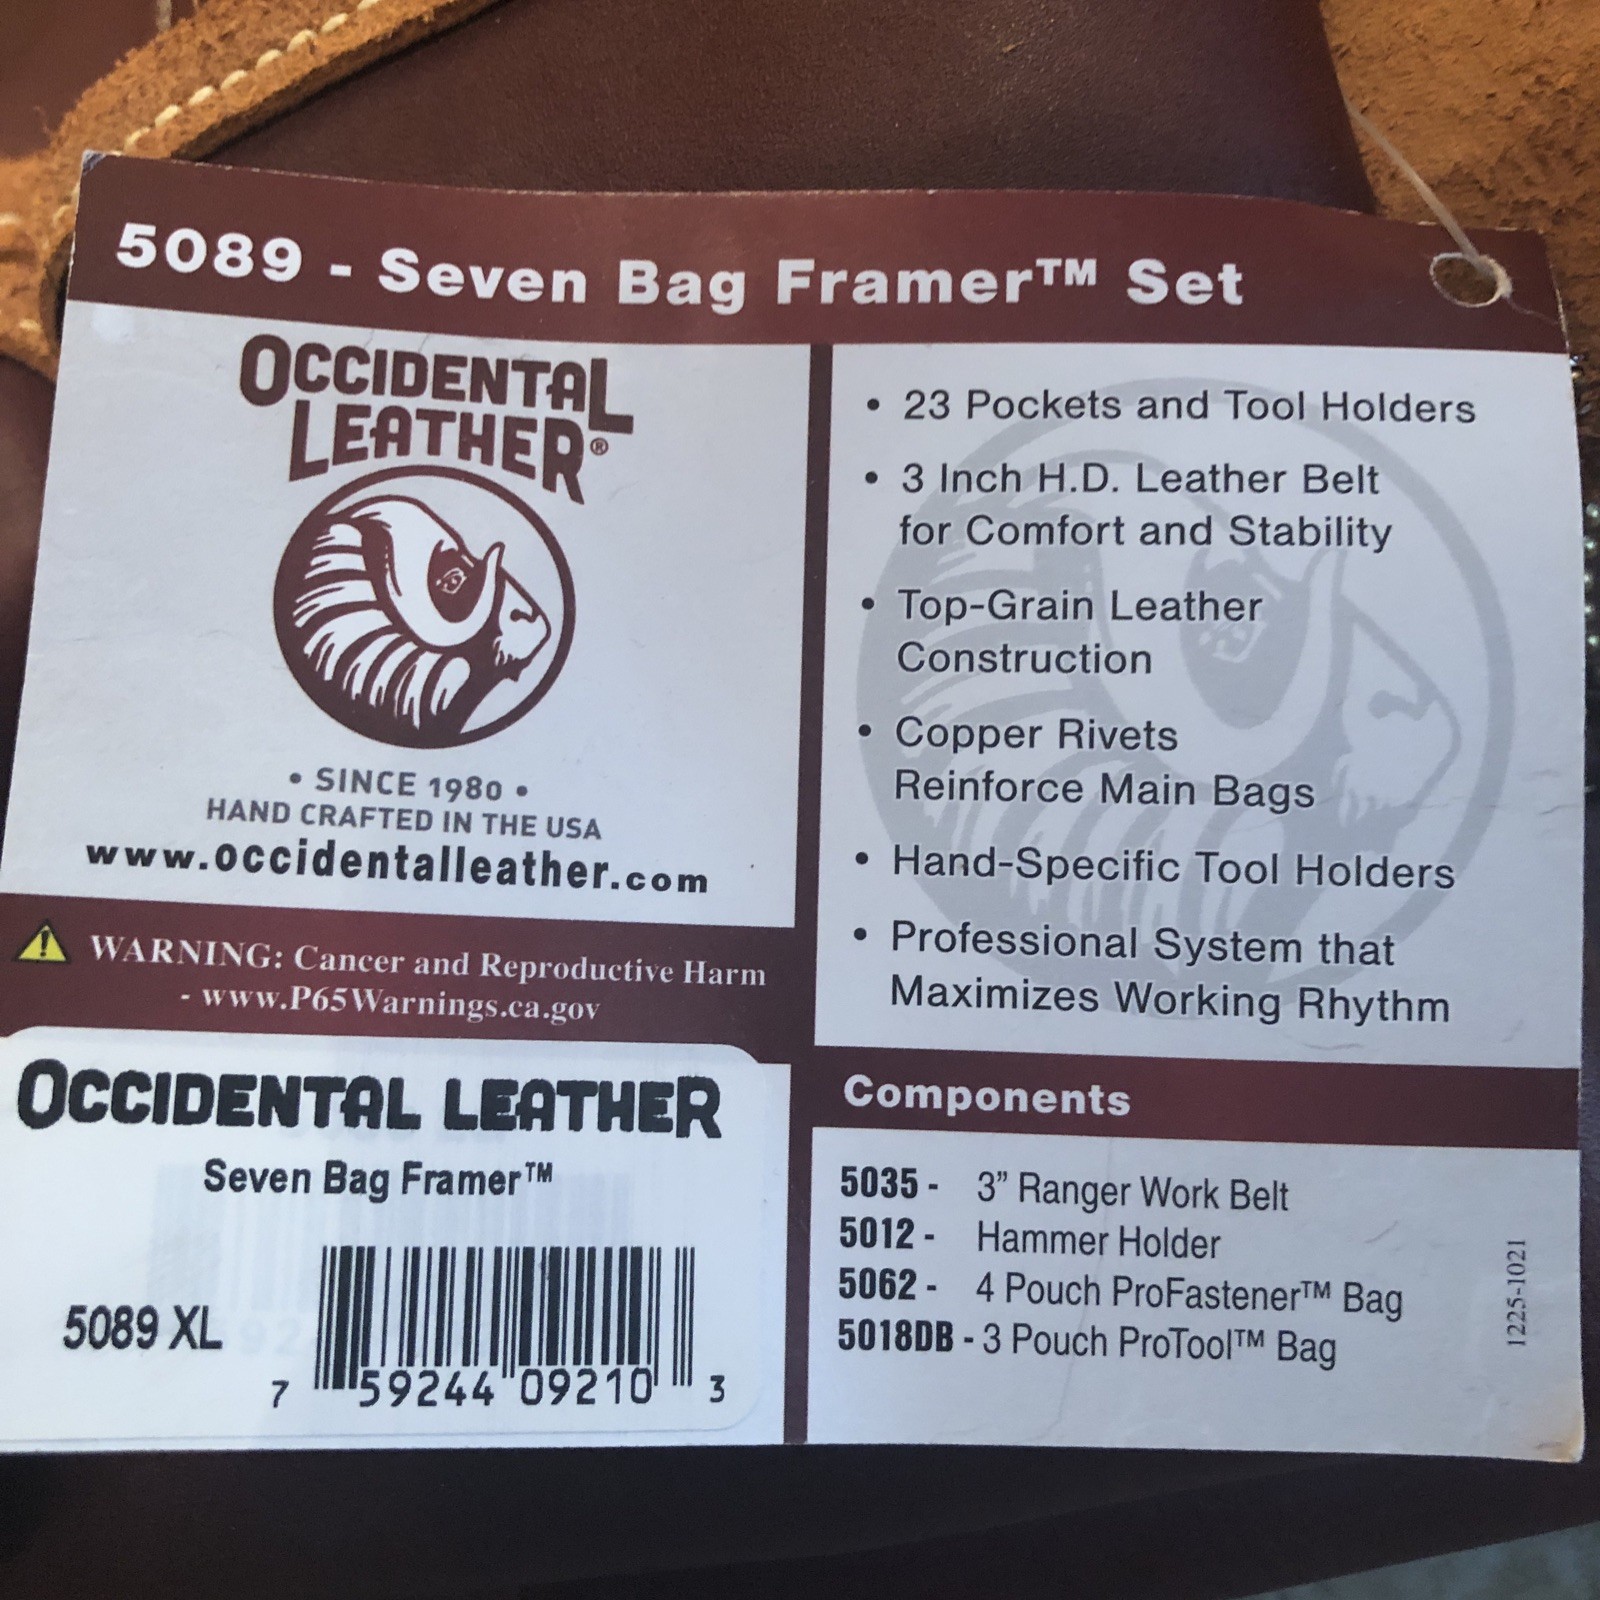 5089 - Seven Bag Framer™ Set
OCCIDENTAL
LEATHER®
• SINCE 1980 •
HAND CRAFTED IN THE USA
www.occidentalleather.com
WARNING: Cancer and Reproductive Harm
- www.P65Warnings.ca.gov
OCCIDENTAL LEATHER
Seven Bag Framer™
5089 XL
7 59244 09210 3
• 23 Pockets and Tool Holders
• 3 Inch H.D. Leather Belt
for Comfort and Stability
• Top-Grain Leather
Construction
• Copper Rivets
Reinforce Main Bags
• Hand-Specific Tool Holders
• Professional System that
Maximizes Working Rhythm
Components
5035 - 3” Ranger Work Belt
5012 - Hammer Holder
5062 - 4 Pouch ProFastener™ Bag
5018DB - 3 Pouch ProTool™ Bag
1225-1021